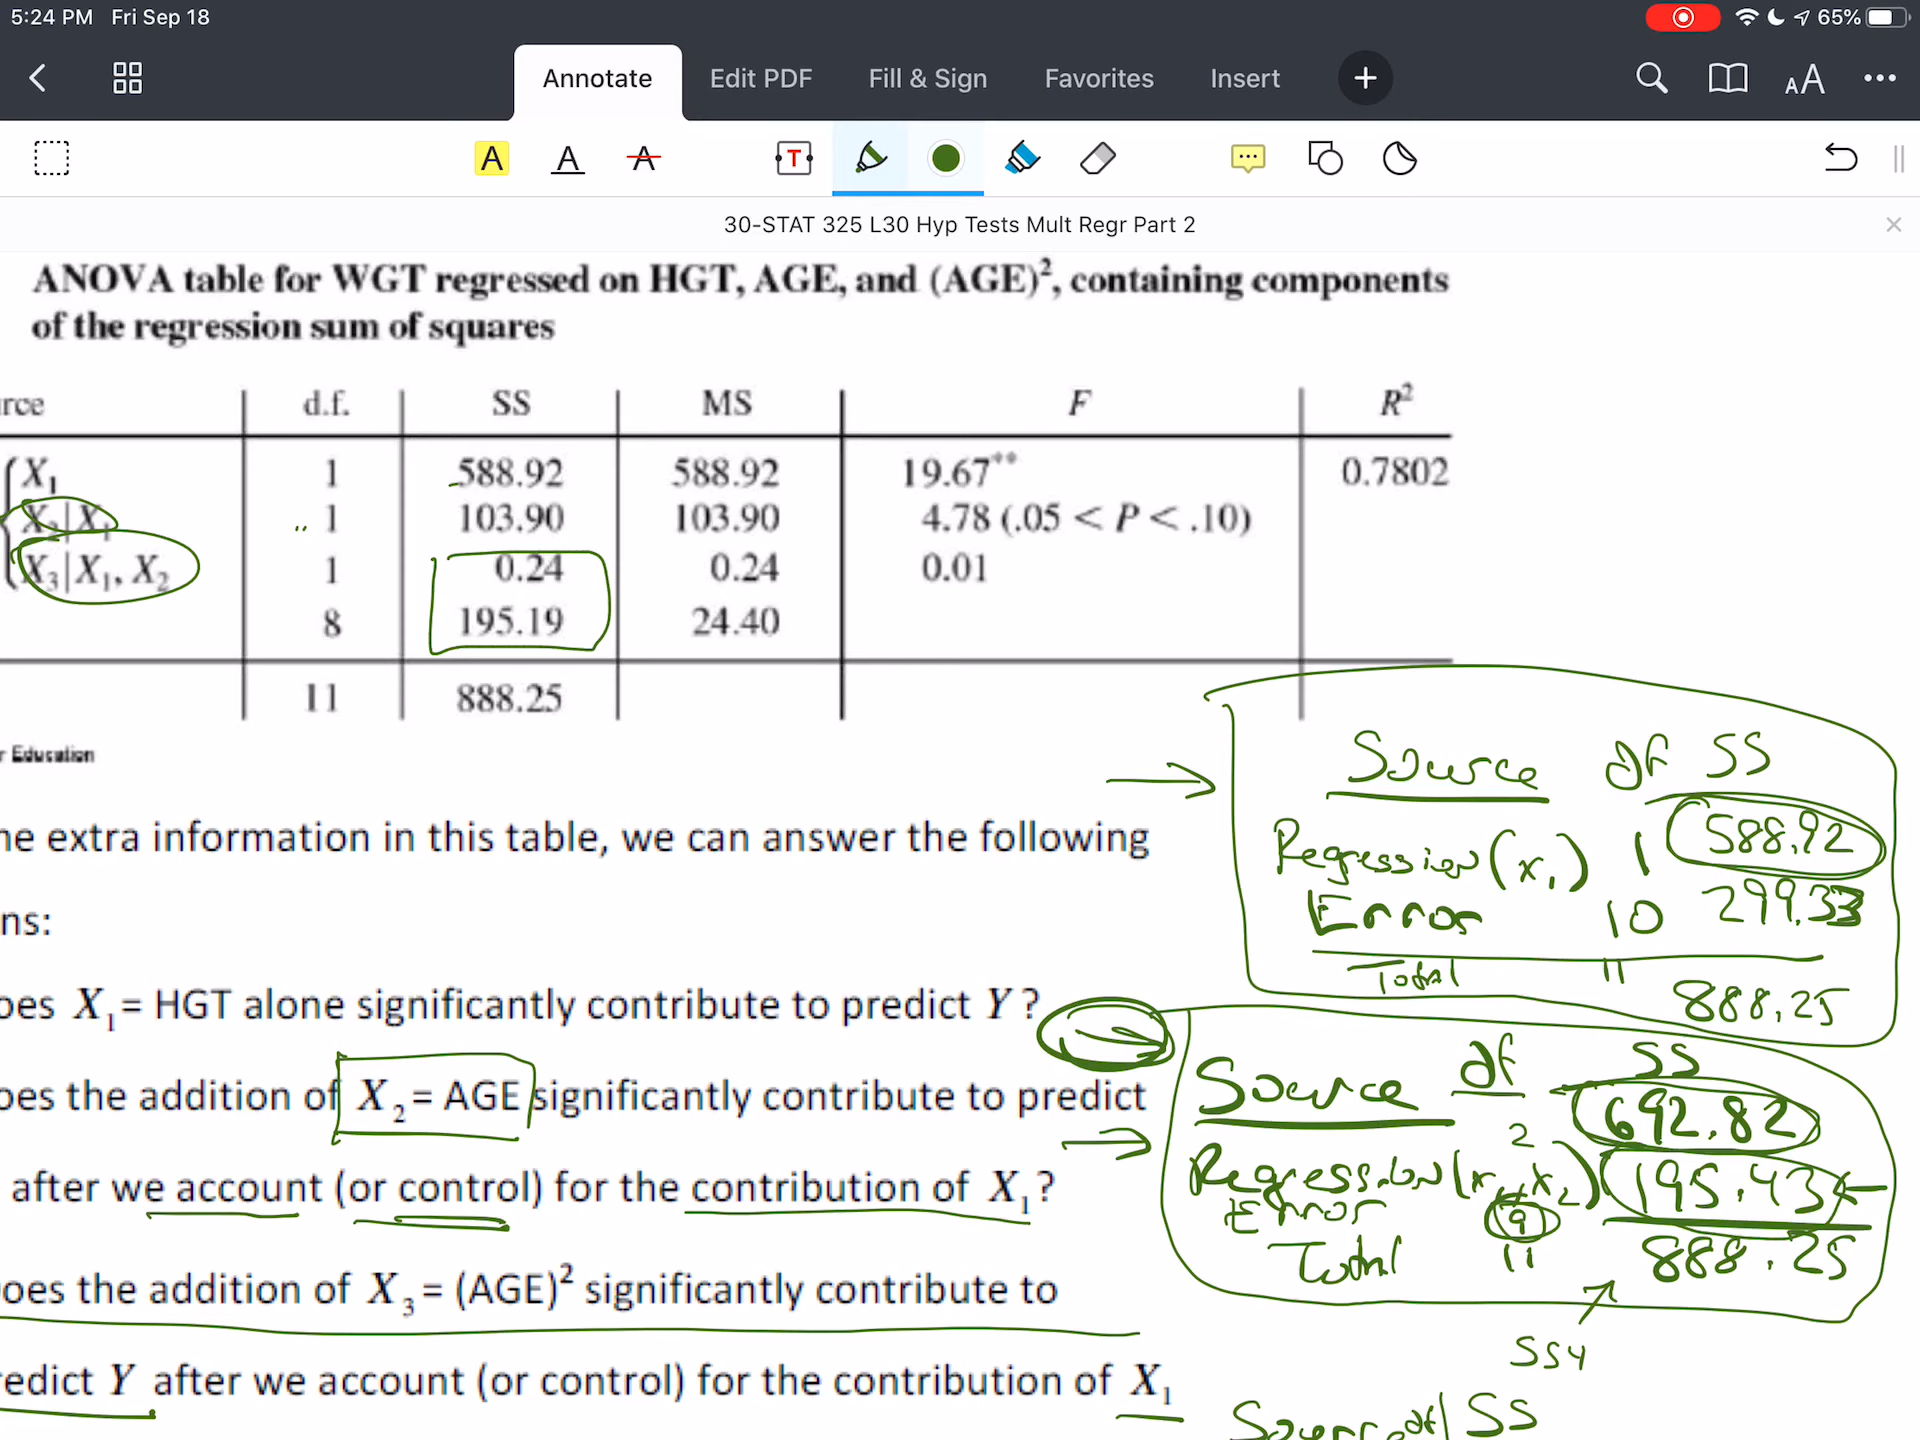 5:24 PM Fri Sep 18
65%
Annotate Edit PDF Fill & Sign Favorites Insert
A A A T
AA
30-STAT 325 L30 Hyp Tests Mult Regr Part 2
ANOVA table for WGT regressed on HGT, AGE, and (AGE)², containing components
of the regression sum of squares
rce d.f. SS MS F R²
X₁ 1 588.92 588.92 19.67** 0.7802
X₂|X₁ 1 103.90 103.90 4.78 (.05 < P < .10)
X₃|X₁, X₂ 1 0.24 0.24 0.01
8 195.19 24.40
11 888.25
r Education
Source df SS
Regression (x₁) 1 588.92
Error 10 299.33
Total 11 888.25
ne extra information in this table, we can answer the following
ns:
oes X₁= HGT alone significantly contribute to predict Y?
oes the addition of X₂= AGE significantly contribute to predict
after we account (or control) for the contribution of X₁?
oes the addition of X₃= (AGE)² significantly contribute to
redict Y after we account (or control) for the contribution of X₁
Source df SS
692.82
Regression (x₁, x₂) 2 195.43
Error 9
Total 11 888.25
SSY
Source df SS